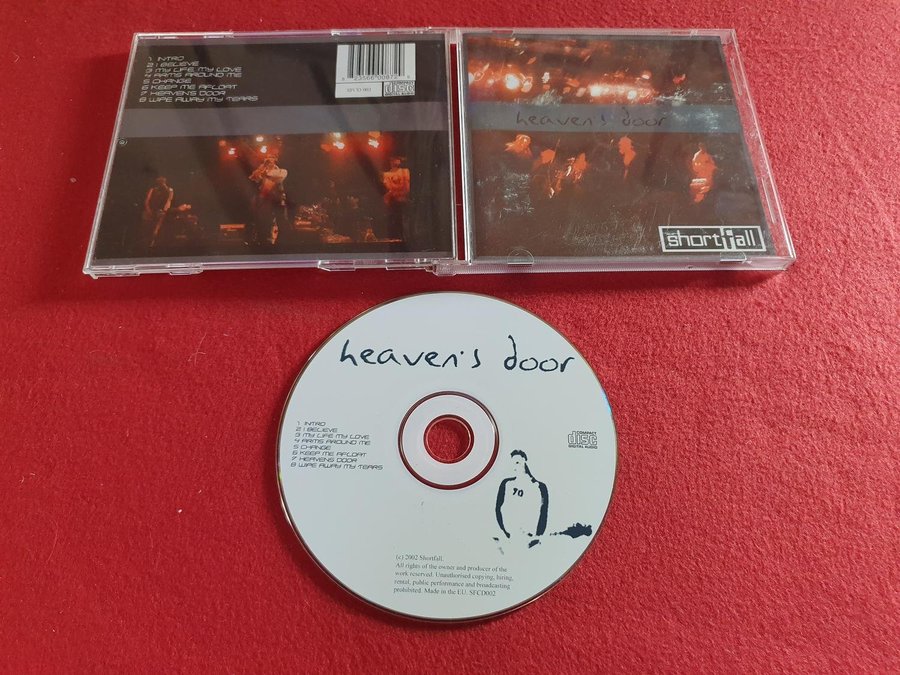 1 INTRO
2 I BELIEVE
3 MY LIFE MY LOVE
4 ARMS AROUND ME
5 CHANGE
6 KEEP ME AFLOAT
7 HEAVENS DOOR
8 WIPE AWAY MY TEARS
COMPACT
disc
heaven's door
shortfall
heaven's door
1 INTRO
2 I BELIEVE
3 MY LIFE MY LOVE
4 ARMS AROUND ME
5 CHANGE
6 KEEP ME AFLOAT
7 HEAVENS DOOR
8 WIPE AWAY MY TEARS
COMPACT
disc
DIGITAL AUDIO
10
(c) 2002 Shortfall.
All rights of the owner and producer of the
work reserved. Unauthorised copying, hiring,
rental, public performance and broadcasting
prohibited. Made in the EU. SFCD002